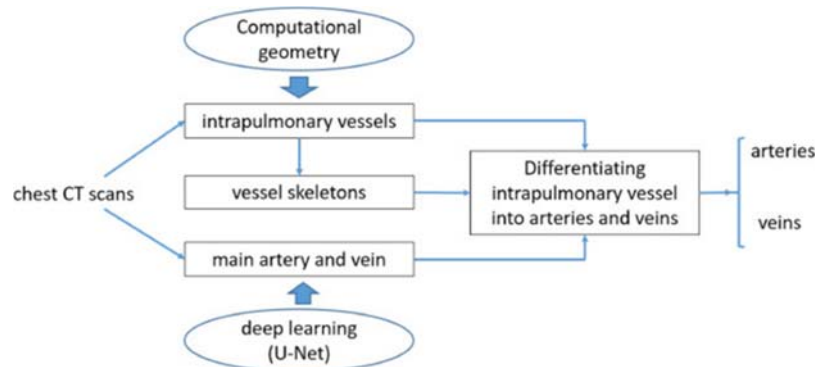 Computational
geometry
intrapulmonary vessels
chest CT scans
vessel skeletons
main artery and vein
deep learning
(U-Net)
Differentiating
intrapulmonary vessel
into arteries and veins
arteries
veins